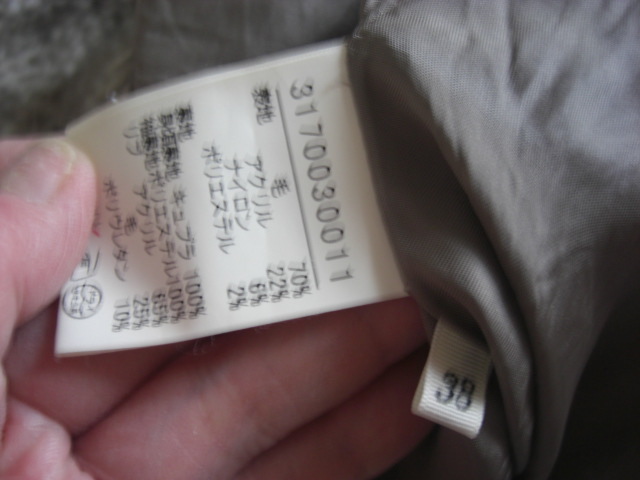 3170030011
表地 毛 70%
アクリル 22%
ナイロン 6%
ポリエステル 2%
裏地 キュプラ 100%
ポリエステル 100%
アクリル 65%
毛 25%
ポリウレタン 10%
38